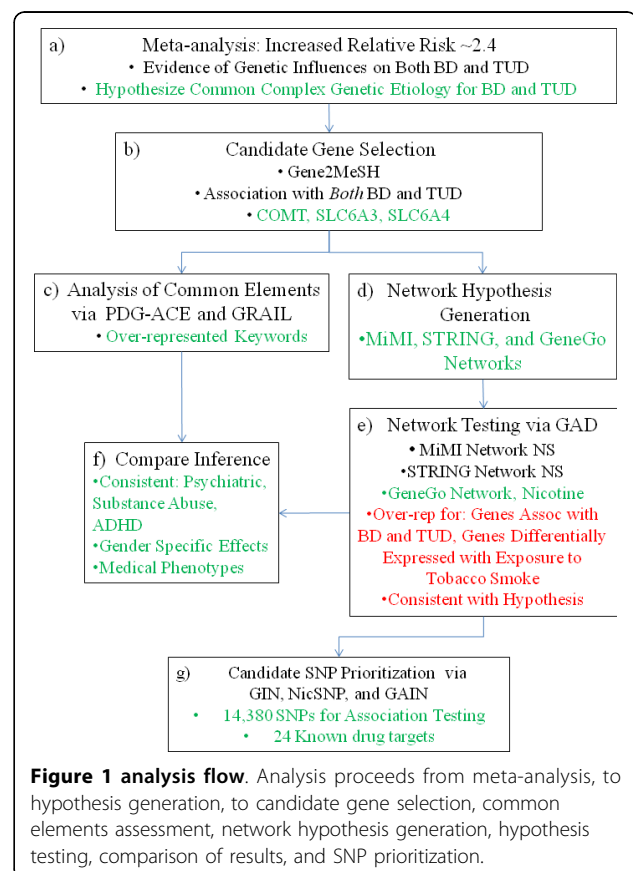 a) Meta-analysis: Increased Relative Risk ~2.4
• Evidence of Genetic Influences on Both BD and TUD
• Hypothesize Common Complex Genetic Etiology for BD and TUD
b) Candidate Gene Selection
• Gene2MeSH
• Association with Both BD and TUD
• COMT, SLC6A3, SLC6A4
c) Analysis of Common Elements
via PDG-ACE and GRAIL
• Over-represented Keywords
d) Network Hypothesis
Generation
•MiMI, STRING, and GeneGo
Networks
e) Network Testing via GAD
• MiMI Network NS
•STRING Network NS
•GeneGo Network, Nicotine
•Over-rep for: Genes Assoc with
BD and TUD, Genes Differentially
Expressed with Exposure to
Tobacco Smoke
•Consistent with Hypothesis
f) Compare Inference
•Consistent: Psychiatric,
Substance Abuse,
ADHD
•Gender Specific Effects
•Medical Phenotypes
g) Candidate SNP Prioritization via
GIN, NicSNP, and GAIN
• 14,380 SNPs for Association Testing
• 24 Known drug targets
Figure 1 analysis flow. Analysis proceeds from meta-analysis, to
hypothesis generation, to candidate gene selection, common
elements assessment, network hypothesis generation, hypothesis
testing, comparison of results, and SNP prioritization.